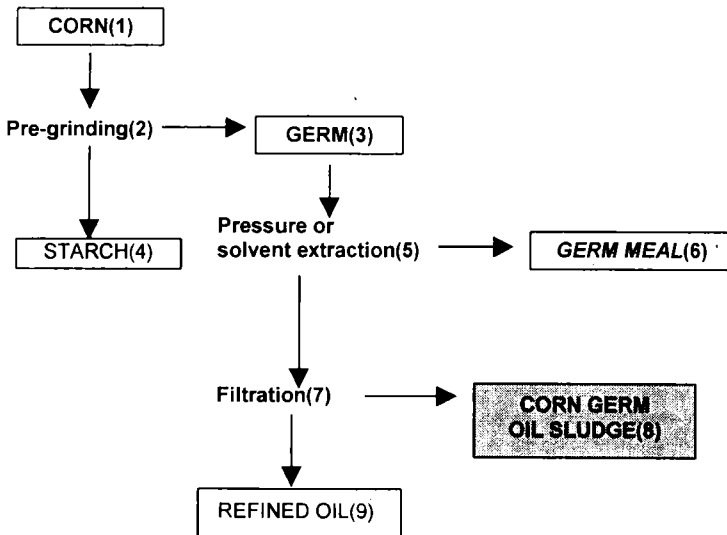 CORN(1)
Pre-grinding(2)
GERM(3)
Pressure or
solvent extraction(5)
STARCH(4)
GERM MEAL(6)
Filtration(7)
CORN GERM
OIL SLUDGE(8)
REFINED OIL(9)